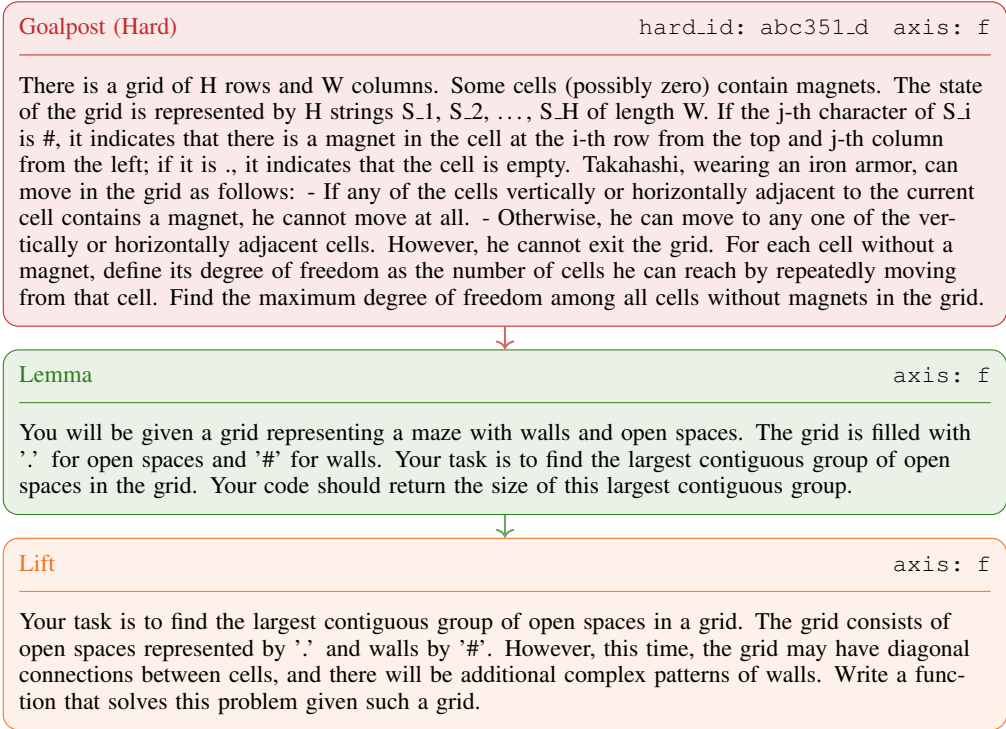 Goalpost (Hard) hard_id: abc351_d axis: f
There is a grid of H rows and W columns. Some cells (possibly zero) contain magnets. The state
of the grid is represented by H strings S_1, S_2, ..., S_H of length W. If the j-th character of S_i
is #, it indicates that there is a magnet in the cell at the i-th row from the top and j-th column
from the left; if it is ., it indicates that the cell is empty. Takahashi, wearing an iron armor, can
move in the grid as follows: - If any of the cells vertically or horizontally adjacent to the current
cell contains a magnet, he cannot move at all. - Otherwise, he can move to any one of the ver-
tically or horizontally adjacent cells. However, he cannot exit the grid. For each cell without a
magnet, define its degree of freedom as the number of cells he can reach by repeatedly moving
from that cell. Find the maximum degree of freedom among all cells without magnets in the grid.
Lemma axis: f
You will be given a grid representing a maze with walls and open spaces. The grid is filled with
'.' for open spaces and '#' for walls. Your task is to find the largest contiguous group of open
spaces in the grid. Your code should return the size of this largest contiguous group.
Lift axis: f
Your task is to find the largest contiguous group of open spaces in a grid. The grid consists of
open spaces represented by '.' and walls by '#'. However, this time, the grid may have diagonal
connections between cells, and there will be additional complex patterns of walls. Write a func-
tion that solves this problem given such a grid.